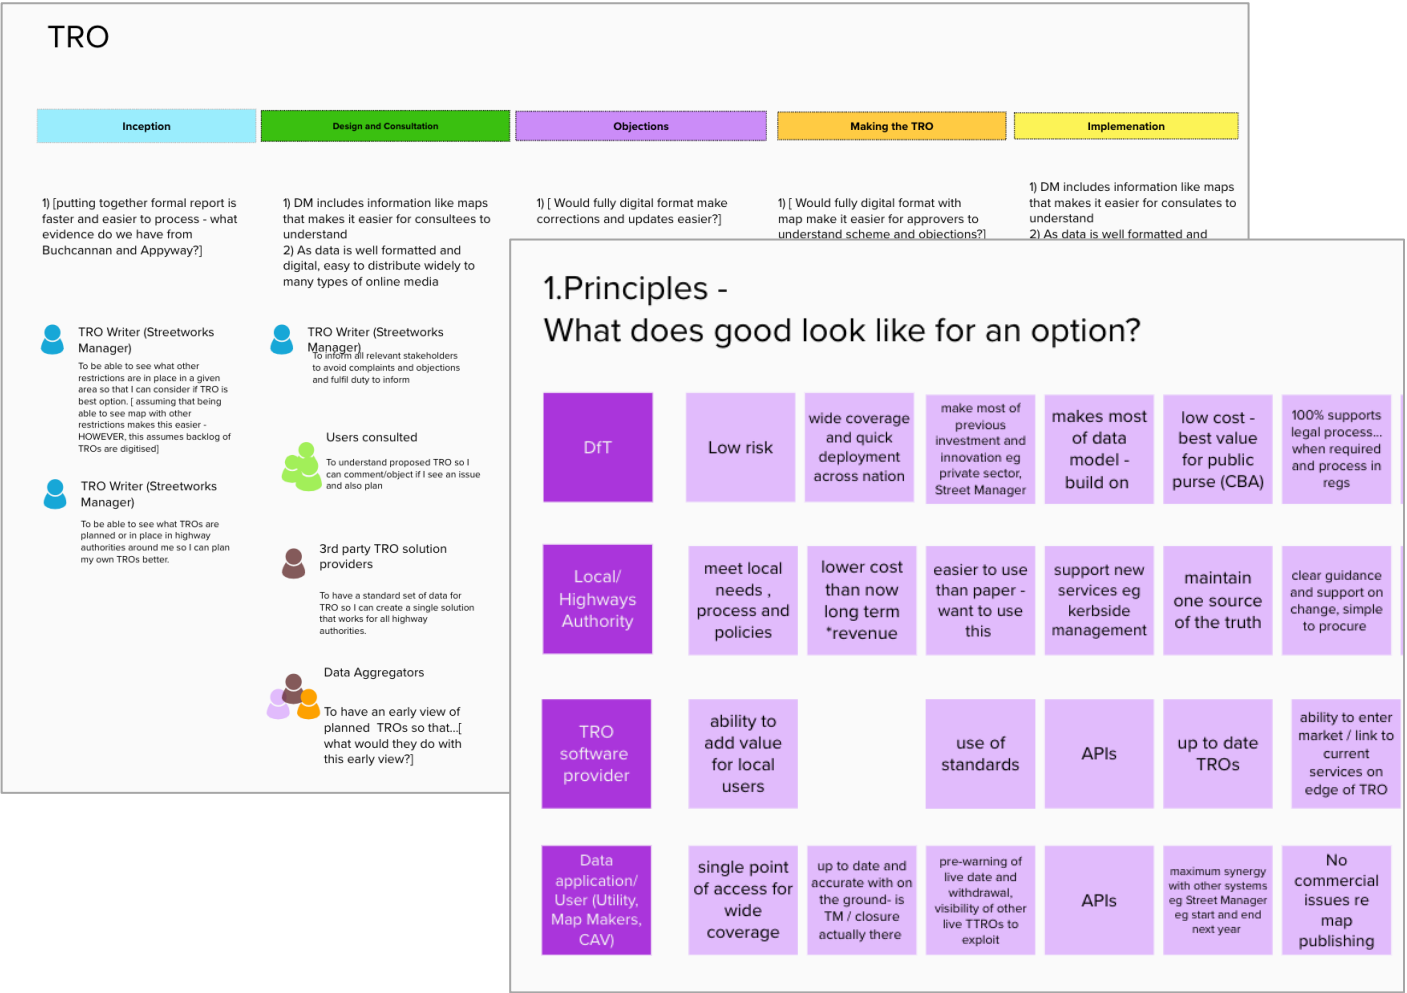 TRO
Inception
Design and Consultation
Objections
Making the TRO
Implemenation
1) [putting together formal report is
faster and easier to process - what
evidence do we have from
Buchcannan and Appyway?]
1) DM includes information like maps
that makes it easier for consultees to
understand
2) As data is well formatted and
digital, easy to distribute widely to
many types of online media
1) [ Would fully digital format make
corrections and updates easier?]
1) [ Would fully digital format with
map make it easier for approvers to
understand scheme and objections?]
1) DM includes information like maps
that makes it easier for consulates to
understand
2) As data is well formatted and
TRO Writer (Streetworks
Manager)
To be able to see what other
restrictions are in place in a given
area so that I can consider if TRO is
best option. [ assuming that being
able to see map with other
restrictions makes this easier -
HOWEVER, this assumes backlog of
TROs are digitised]
TRO Writer (Streetworks
Manager)
To be able to see what TROs are
planned or in place in highway
authorities around me so I can plan
my own TROs better.
TRO Writer (Streetworks
Manager)
To inform all relevant stakeholders
to avoid complaints and objections
and fulfil duty to inform
Users consulted
To understand proposed TRO so I
can comment/object if I see an issue
and also plan
3rd party TRO solution
providers
To have a standard set of data for
TRO so I can create a single solution
that works for all highway
authorities.
Data Aggregators
To have an early view of
planned TROs so that...[
what would they do with
this early view?]
1.Principles -
What does good look like for an option?
DfT
Low risk
wide coverage
and quick
deployment
across nation
make most of
previous
investment and
innovation eg
private sector,
Street Manager
makes most
of data
model -
build on
low cost -
best value
for public
purse (CBA)
100% supports
legal process...
when required
and process in
regs
Local/
Highways
Authority
meet local
needs ,
process and
policies
lower cost
than now
long term
*revenue
easier to use
than paper -
want to use
this
support new
services eg
kerbside
management
maintain
one source
of the truth
clear guidance
and support on
change, simple
to procure
TRO
software
provider
ability to
add value
for local
users
use of
standards
APIs
up to date
TROs
ability to enter
market / link to
current
services on
edge of TRO
Data
application/
User (Utility,
Map Makers,
CAV)
single point
of access for
wide
coverage
up to date and
accurate with on
the ground- is
TM / closure
actually there
pre-warning of
live date and
withdrawal,
visibility of other
live TTROs to
exploit
APIs
maximum synergy
with other systems
eg Street Manager
eg start and end
next year
No
commercial
issues re
map
publishing